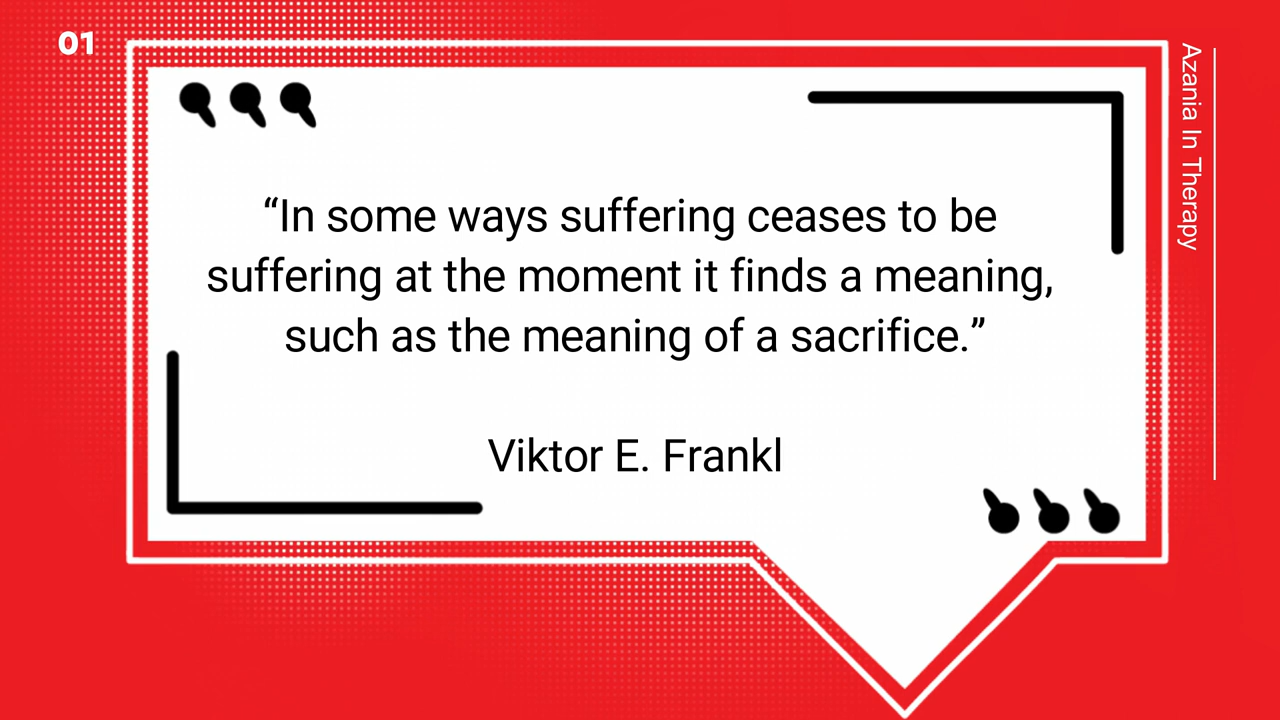 01
“In some ways suffering ceases to be
suffering at the moment it finds a meaning,
such as the meaning of a sacrifice.”
Viktor E. Frankl
Azania In Therapy